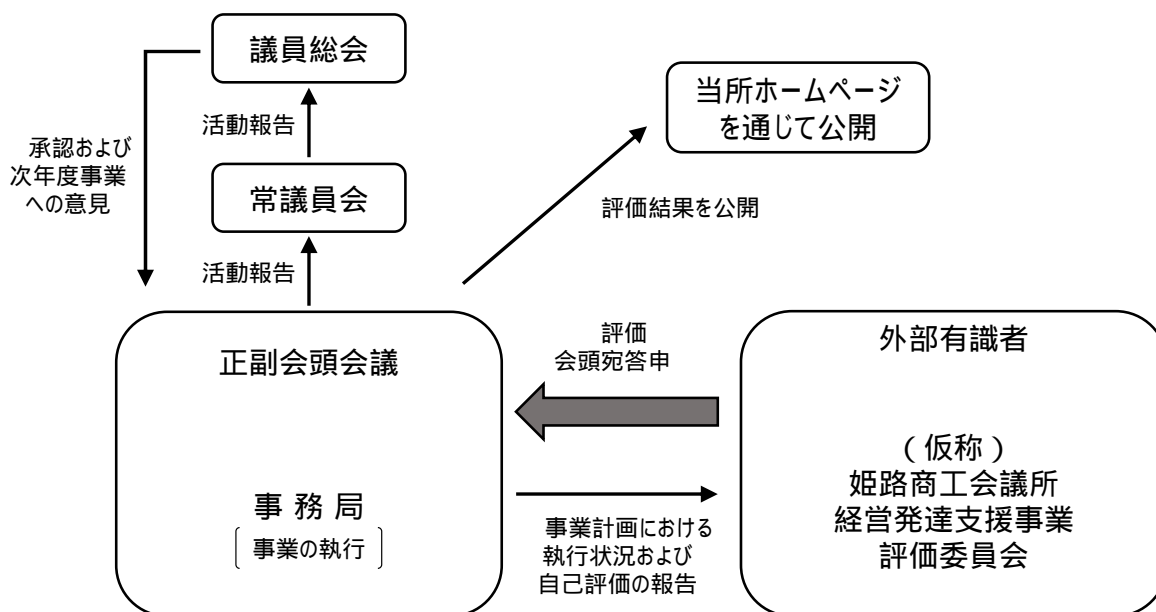 議員総会
活動報告
承認および
次年度事業
への意見
常議員会
活動報告
当所ホームページ
を通じて公開
評価結果を公開
正副会頭会議
事 務 局
事業の執行
評価
会頭宛答申
事業計画における
執行状況および
自己評価の報告
外部有識者
（ 仮称 ）
姫路商工会議所
経営発達支援事業
評価委員会